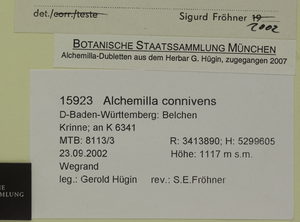 det./corr./teste Sigurd Fröhner 19
2002
BOTANISCHE STAATSSAMMLUNG MÜNCHEN
Alchemilla-Dubletten aus dem Herbar G. Hügin, zugegangen 2007
15923 Alchemilla connivens
D-Baden-Württemberg: Belchen
Krinne; an K 6341
MTB: 8113/3 R: 3413890; H: 5299605
23.09.2002 Höhe: 1117 m s.m.
Wegrand
leg.: Gerold Hügin rev.: S.E.Fröhner